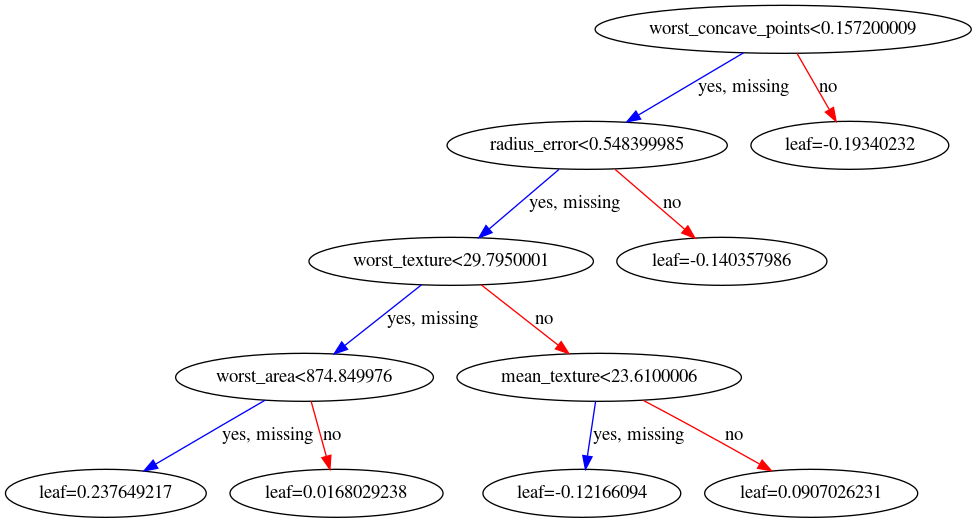 worst_concave_points<0.157200009
yes, missing
no
radius_error<0.548399985
leaf=-0.19340232
yes, missing
no
worst_texture<29.7950001
leaf=-0.140357986
yes, missing
no
worst_area<874.849976
mean_texture<23.6100006
yes, missing
no
yes, missing
no
leaf=0.237649217
leaf=0.0168029238
leaf=-0.12166094
leaf=0.0907026231